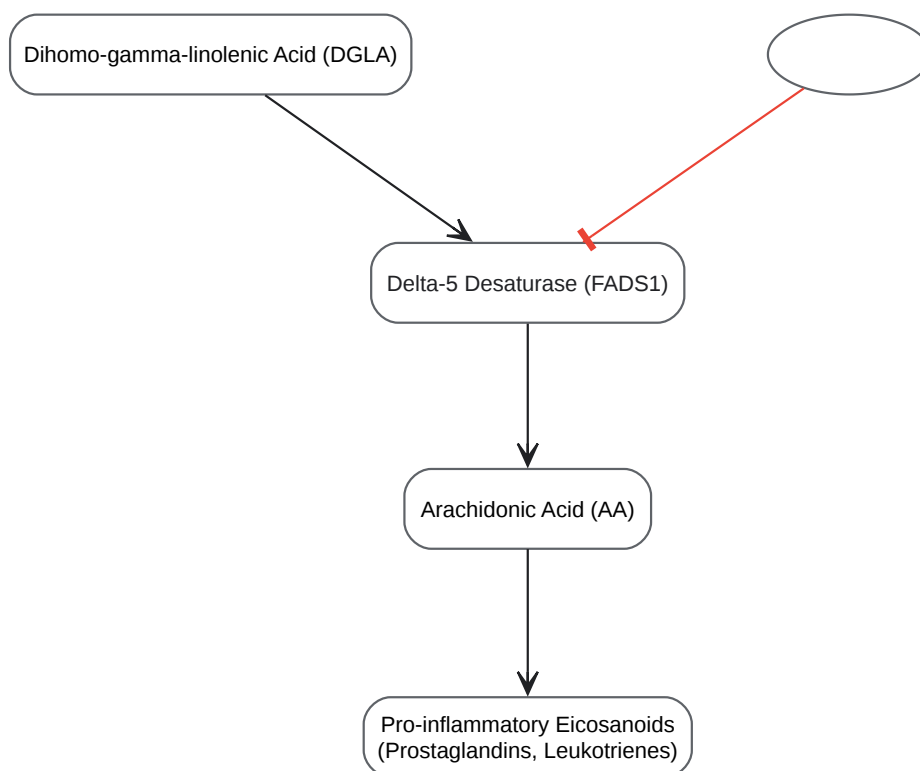 Dihomo-gamma-linolenic Acid (DGLA)
Delta-5 Desaturase (FADS1)
Arachidonic Acid (AA)
Pro-inflammatory Eicosanoids
(Prostaglandins, Leukotrienes)